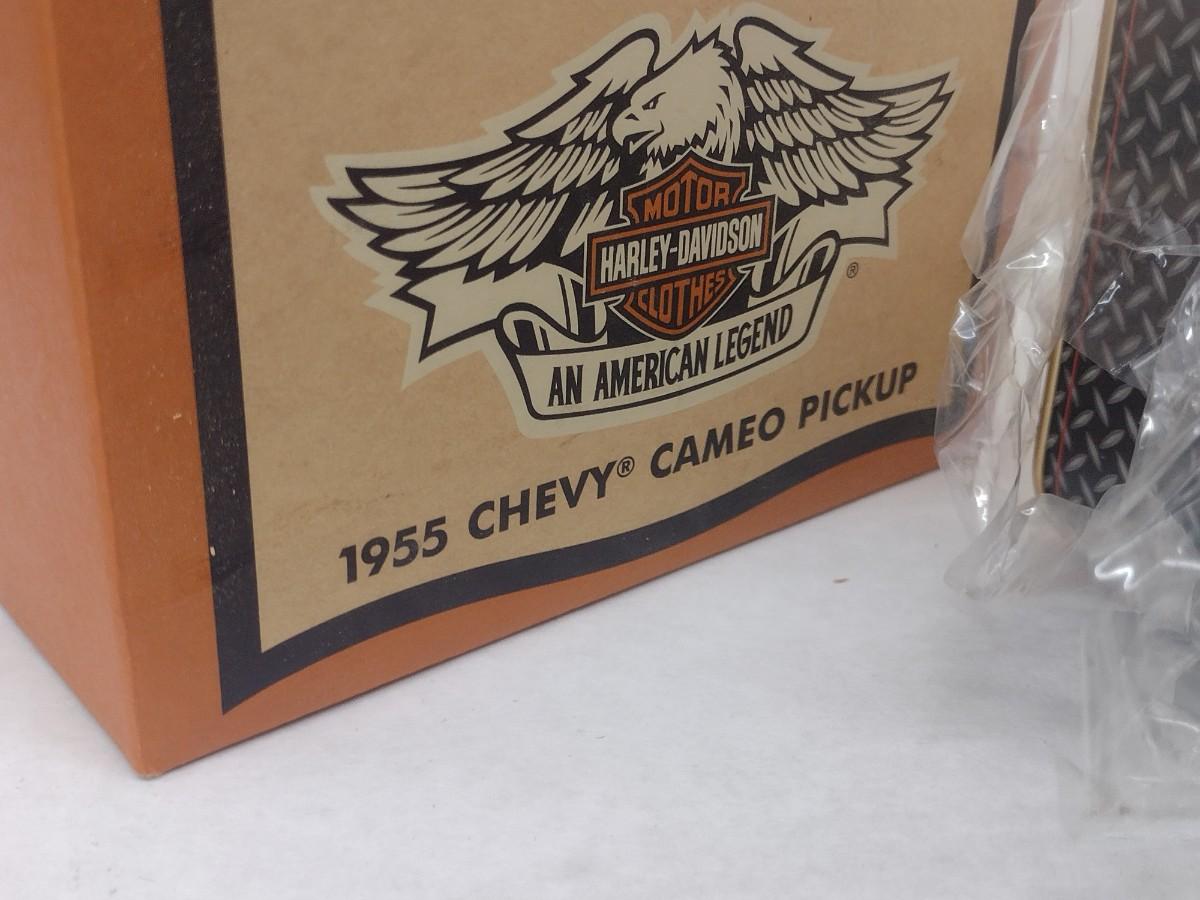 MOTOR
HARLEY-DAVIDSON
CLOTHES
®
AN AMERICAN LEGEND
1955 CHEVY® CAMEO PICKUP